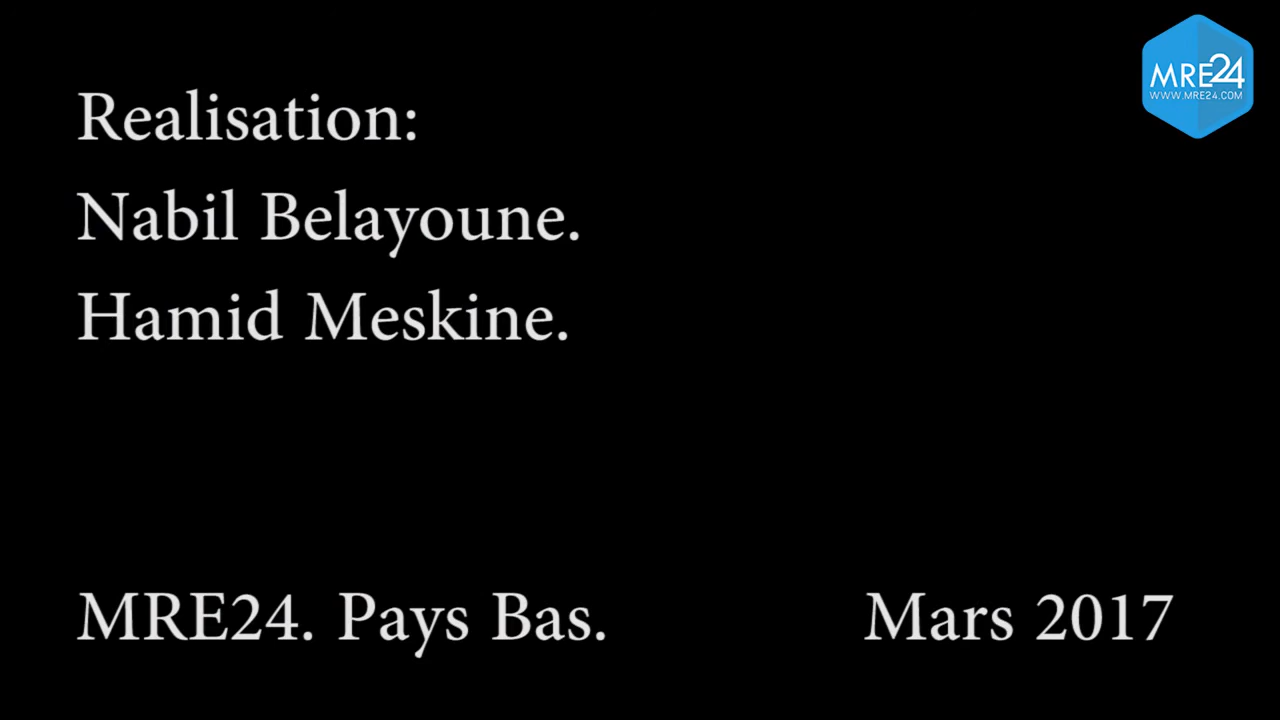 MRE24
WWW.MRE24.COM
Realisation:
Nabil Belayoune.
Hamid Meskine.
MRE24. Pays Bas.
Mars 2017